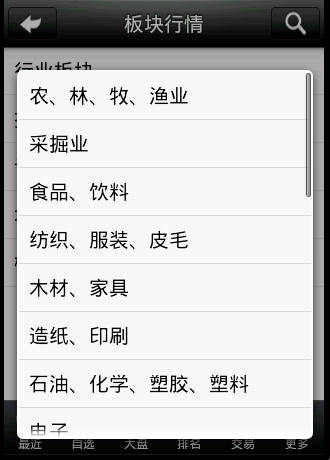 板块行情
行业板块
农、林、牧、渔业
采掘业
食品、饮料
纺织、服装、皮毛
木材、家具
造纸、印刷
石油、化学、塑胶、塑料
电子
最近 自选 大盘 排名 交易 更多